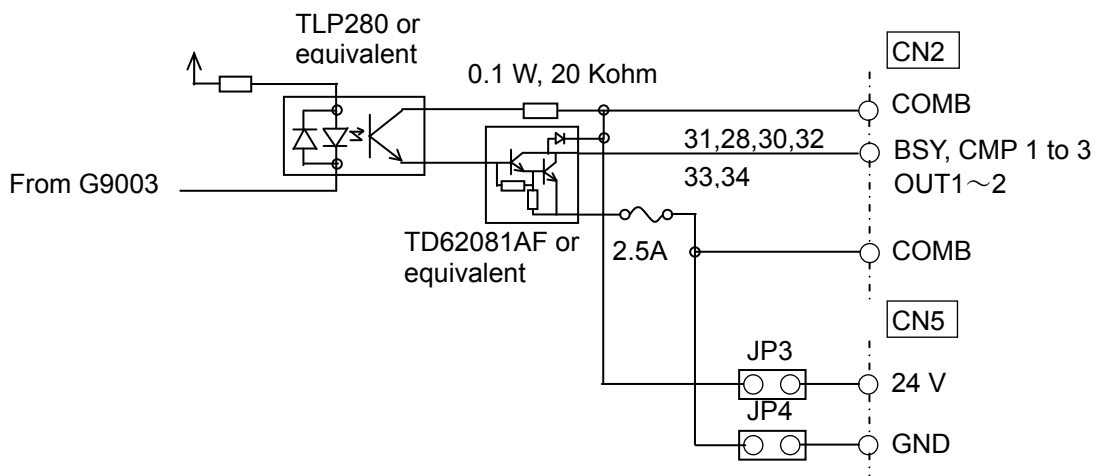 TLP280 or
equivalent
CN2
0.1 W, 20 Kohm
COMB
31,28,30,32
BSY, CMP 1 to 3
From G9003
33,34
OUT1～2
TD62081AF or
equivalent
2.5A
COMB
CN5
JP3
24 V
JP4
GND